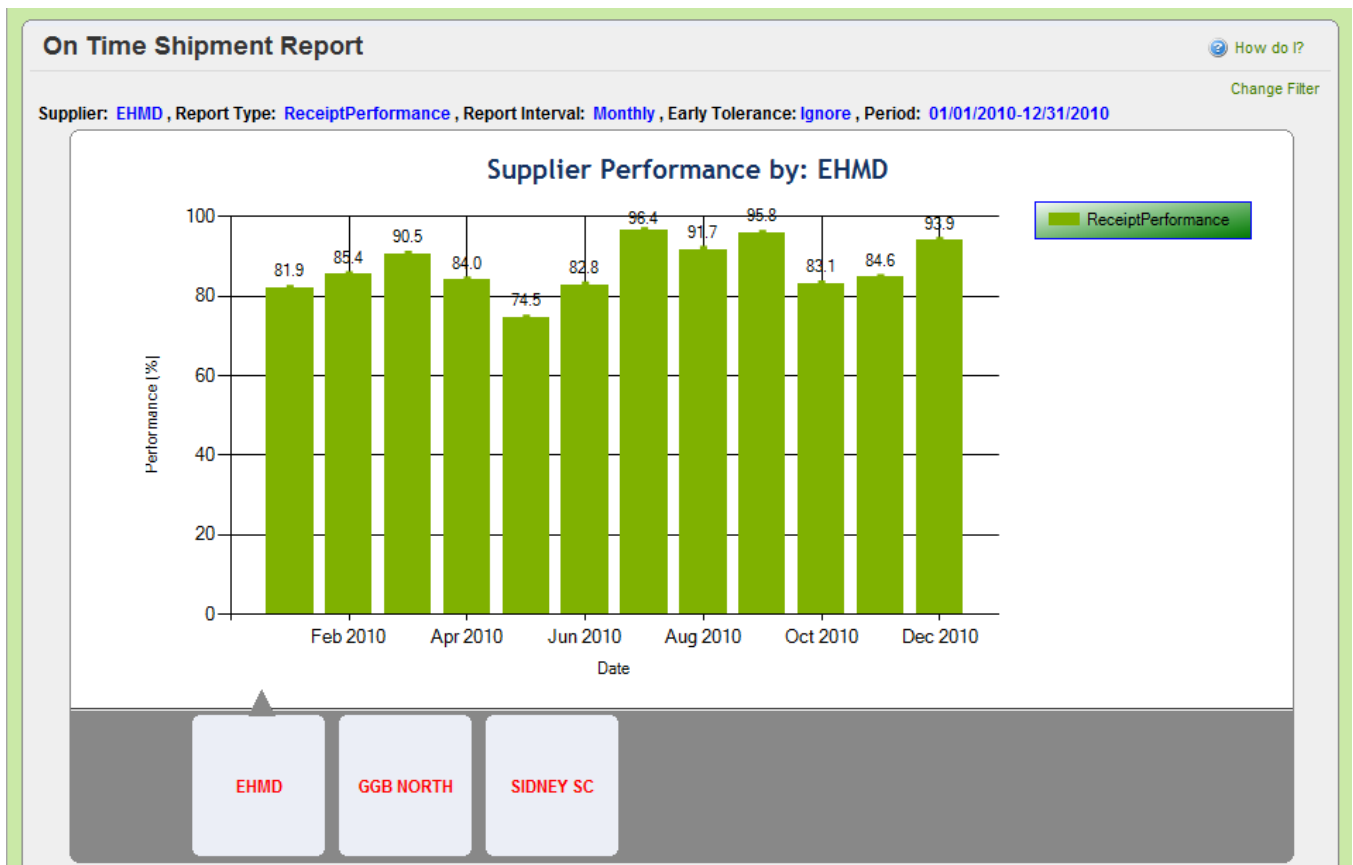 On Time Shipment Report
How do I?
Change Filter
Supplier: EHMD , Report Type: ReceiptPerformance , Report Interval: Monthly , Early Tolerance: Ignore , Period: 01/01/2010-12/31/2010
Supplier Performance by: EHMD
ReceiptPerformance
Performance [%]
100
80
60
40
20
0
81.9
85.4
90.5
84.0
74.5
82.8
96.4
91.7
95.8
83.1
84.6
93.9
Feb 2010 Apr 2010 Jun 2010 Aug 2010 Oct 2010 Dec 2010
Date
EHMD GGB NORTH SIDNEY SC